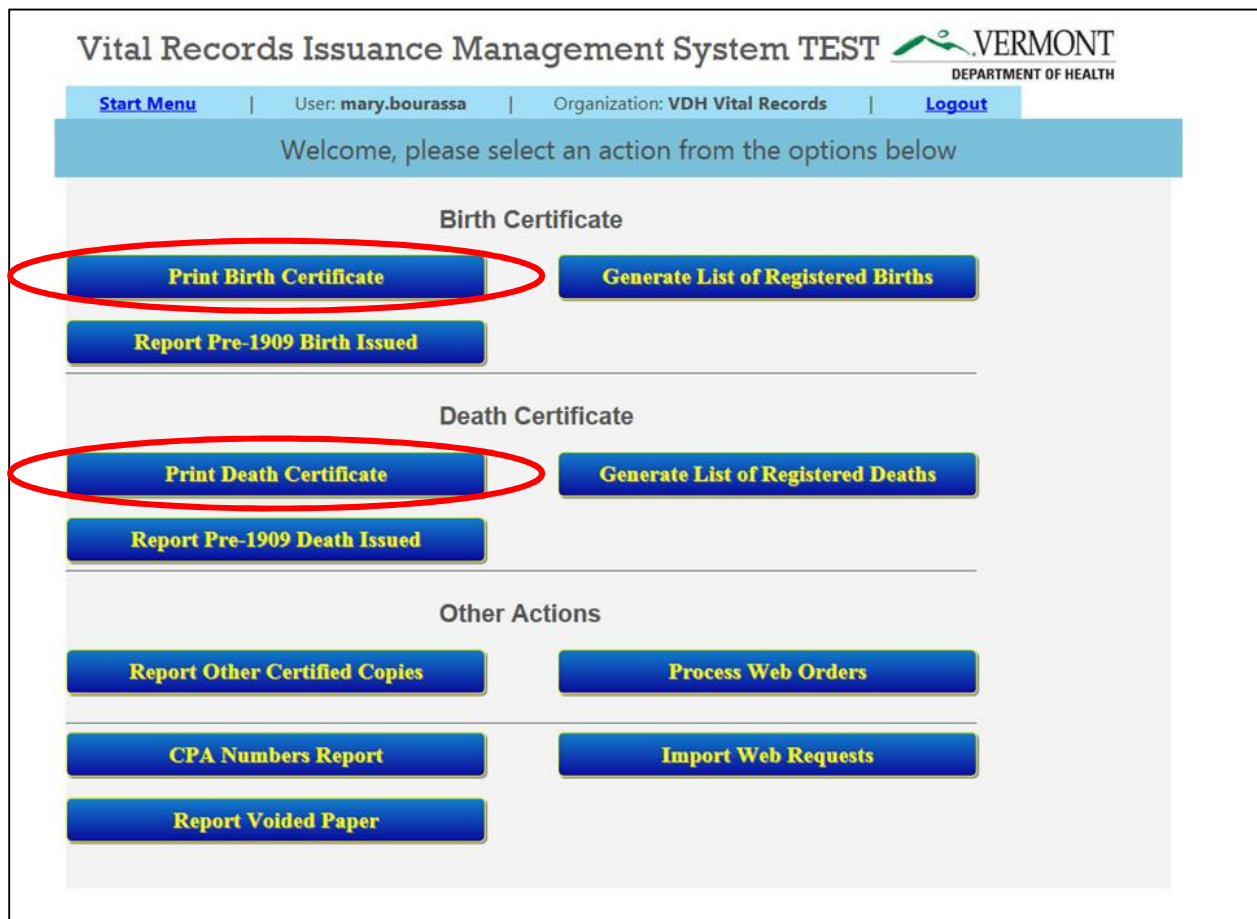 Vital Records Issuance Management System TEST
VERMONT
DEPARTMENT OF HEALTH
Start Menu | User: mary.bourassa | Organization: VDH Vital Records | Logout
Welcome, please select an action from the options below
Birth Certificate
Print Birth Certificate
Generate List of Registered Births
Report Pre-1909 Birth Issued
Death Certificate
Print Death Certificate
Generate List of Registered Deaths
Report Pre-1909 Death Issued
Other Actions
Report Other Certified Copies
Process Web Orders
CPA Numbers Report
Import Web Requests
Report Voided Paper